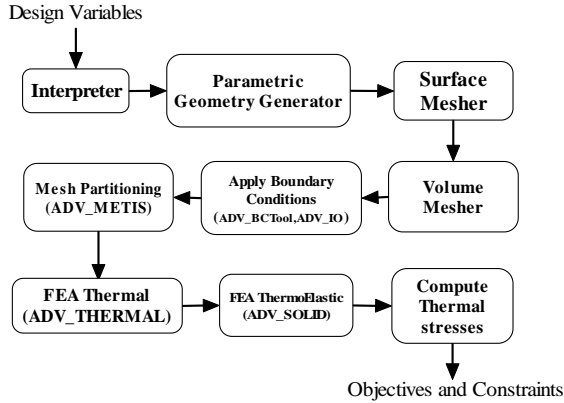 Design Variables
Interpreter
Parametric
Geometry Generator
Surface
Mesher
Mesh Partitioning
(ADV_METIS)
Apply Boundary
Conditions
(ADV_BCTool,ADV_IO)
Volume
Mesher
FEA Thermal
(ADV_THERMAL)
FEA ThermoElastic
(ADV_SOLID)
Compute
Thermal
stresses
Objectives and Constraints